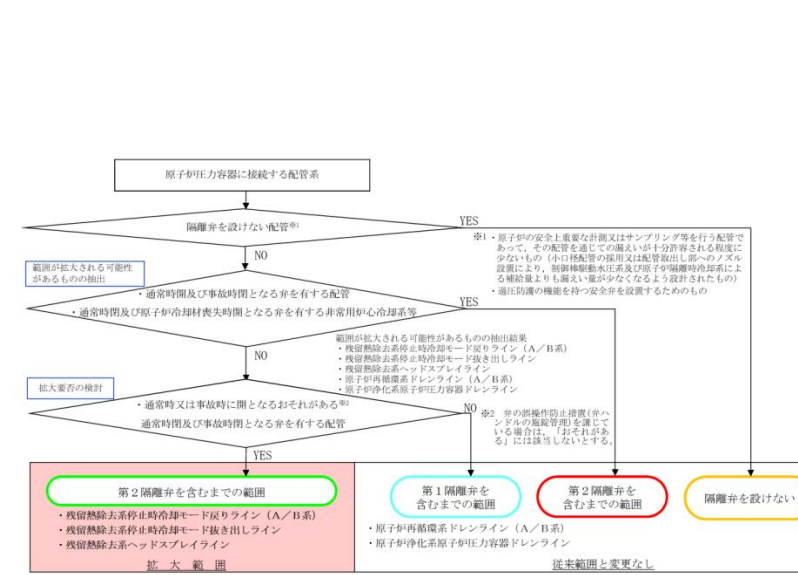 原子炉圧力容器に接続する配管系
隔離弁を設けない配管※1
YES
※1・原子炉の安全上重要な計測又はサンプリング等を行う配管で
あって，その配管を通じての漏えいが十分許容される程度に
少ないもの（小口径配管の採用又は配管取出し部へのノズル
設置により，制御棒駆動水圧系及び原子炉隔離時冷却系によ
る補給量よりも漏えい量が少なくなるよう設計されたもの）
・過圧防護の機能を持つ安全弁を設置するためのもの
NO
範囲が拡大される可能性
があるものの抽出
・通常時開及び事故時閉となる弁を有する配管
・通常時閉及び原子炉冷却材喪失時開となる弁を有する非常用炉心冷却系等
YES
NO
範囲が拡大される可能性があるものの抽出結果
・残留熱除去系停止時冷却モード戻りライン（A／B系）
・残留熱除去系停止時冷却モード抜き出しライン
・残留熱除去系ヘッドスプレイライン
・原子炉再循環系ドレンライン（A／B系）
・原子炉浄化系原子炉圧力容器ドレンライン
拡大要否の検討
・通常時又は事故時に開となるおそれがある※2
通常時閉及び事故時閉となる弁を有する配管
NO
※2 弁の誤操作防止措置(弁ハ
ンドルの施錠管理)を講じて
いる場合は，「おそれがあ
る」には該当しないとする。
YES
第2隔離弁を含むまでの範囲
・残留熱除去系停止時冷却モード戻りライン（A／B系）
・残留熱除去系停止時冷却モード抜き出しライン
・残留熱除去系ヘッドスプレイライン
拡大範囲
第1隔離弁を
含むまでの範囲
第2隔離弁を
含むまでの範囲
隔離弁を設けない
・原子炉再循環系ドレンライン（A／B系）
・原子炉浄化系原子炉圧力容器ドレンライン
従来範囲と変更なし